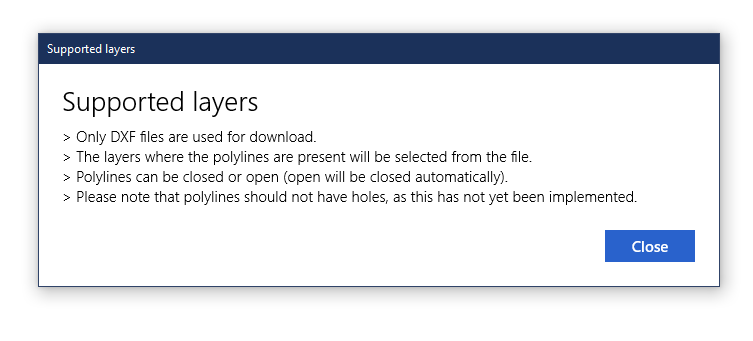 Supported layers
Supported layers
> Only DXF files are used for download.
> The layers where the polylines are present will be selected from the file.
> Polylines can be closed or open (open will be closed automatically).
> Please note that polylines should not have holes, as this has not yet been implemented.
Close